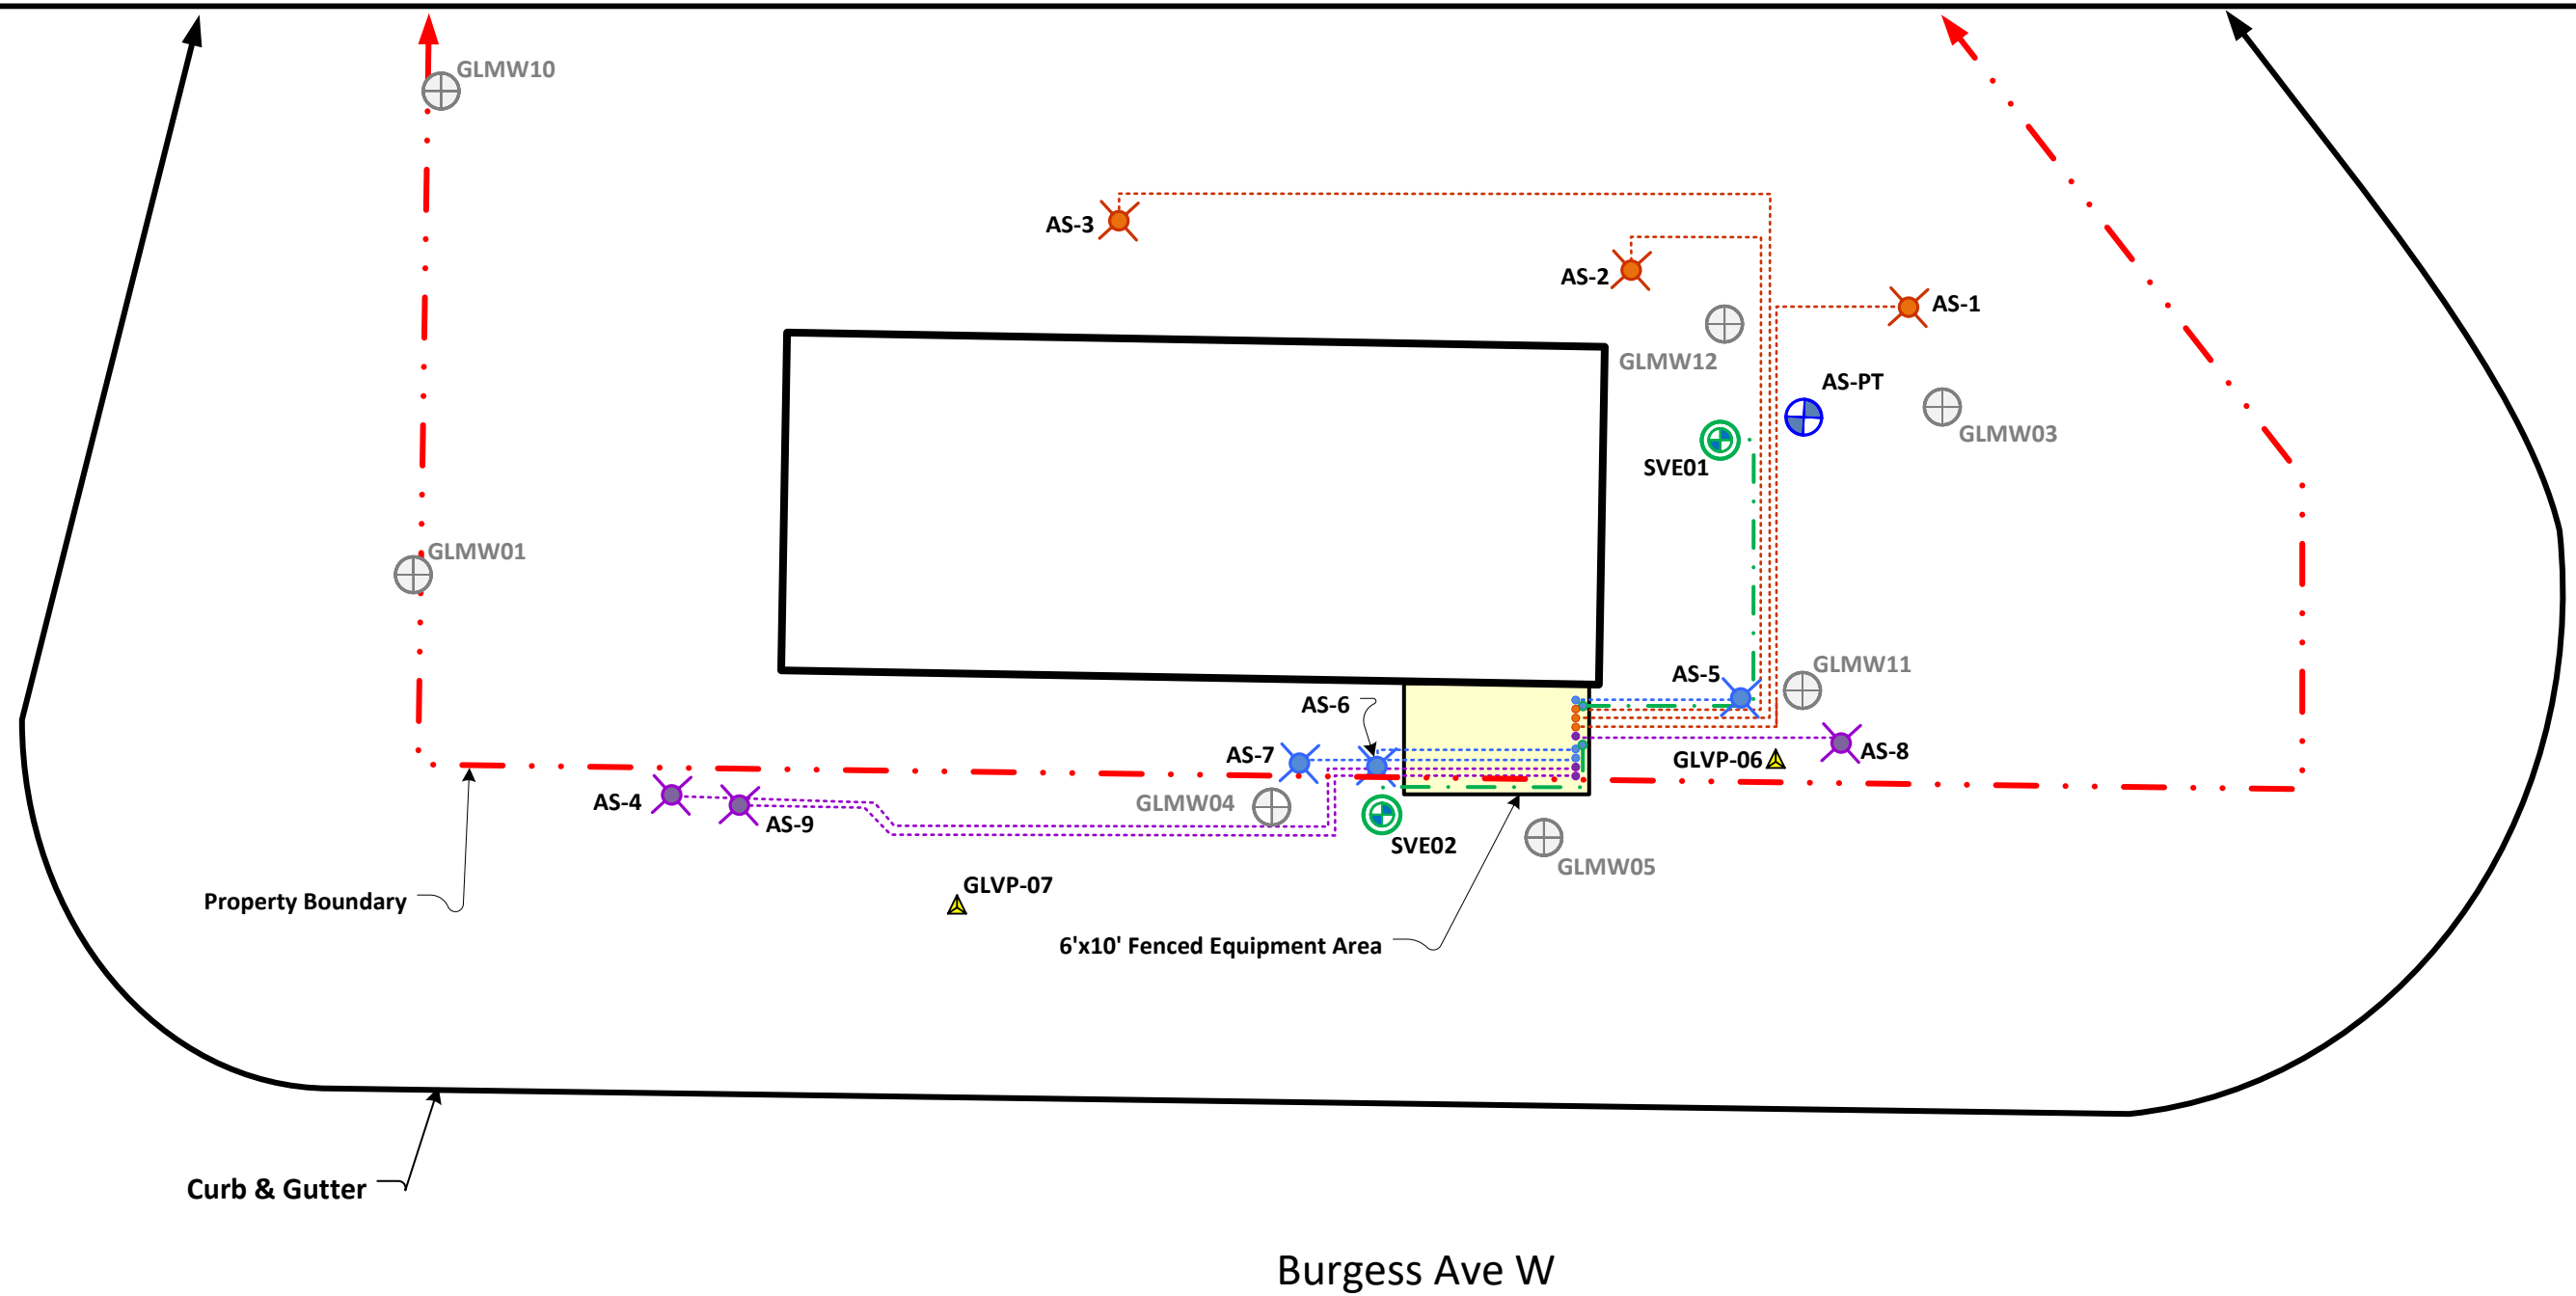 GLMW10
AS-3
AS-2
AS-1
GLMW12
AS-PT
GLMW03
SVE01
GLMW01
AS-5
GLMW11
AS-6
AS-7
GLVP-06
AS-8
AS-4
AS-9
GLMW04
SVE02
GLMW05
GLVP-07
Property Boundary
6'x10' Fenced Equipment Area
Curb & Gutter
Burgess Ave W